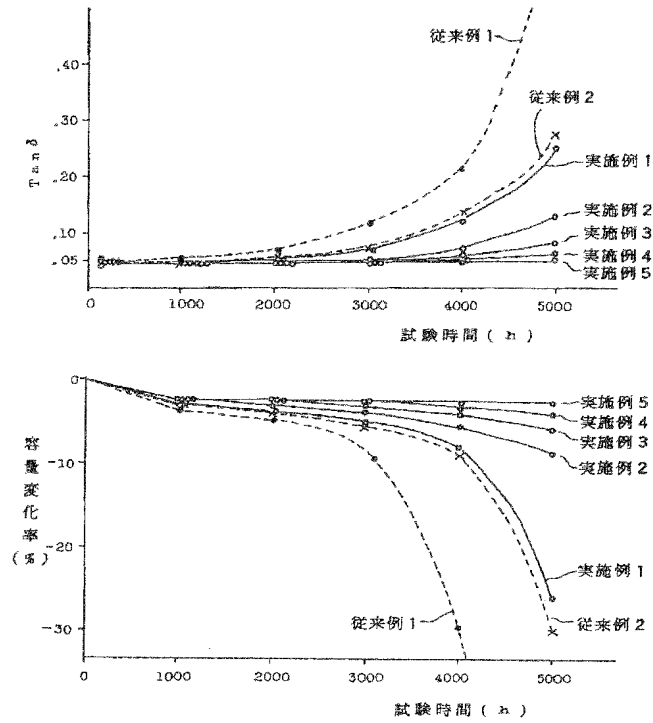 従来例1
.40
従来例2
.30
Tanδ
実施例1
.20
実施例2
.10
実施例3
実施例4
.05
実施例5
0
1000
2000
3000
4000
5000
試験時間(h)
0
実施例5
実施例4
実施例3
-10
実施例2
容量変化率(%)
-20
実施例1
従来例1
従来例2
-30
0
1000
2000
3000
4000
5000
試験時間(h)